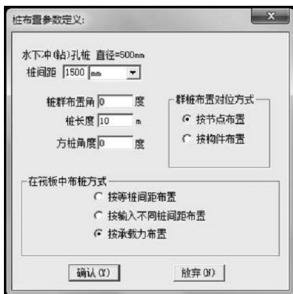 桩布置参数定义:
水下冲(钻)孔桩 直径=500mm
桩间距 1500 mm
桩群布置角 0 度
桩长度 10 m
方桩角度 0 度
群桩布置对位方式
按节点布置
按构件布置
在筏板中布桩方式
按等桩间距布置
按输入不同桩间距布置
按承载力布置
确认(Y) 放弃(N)